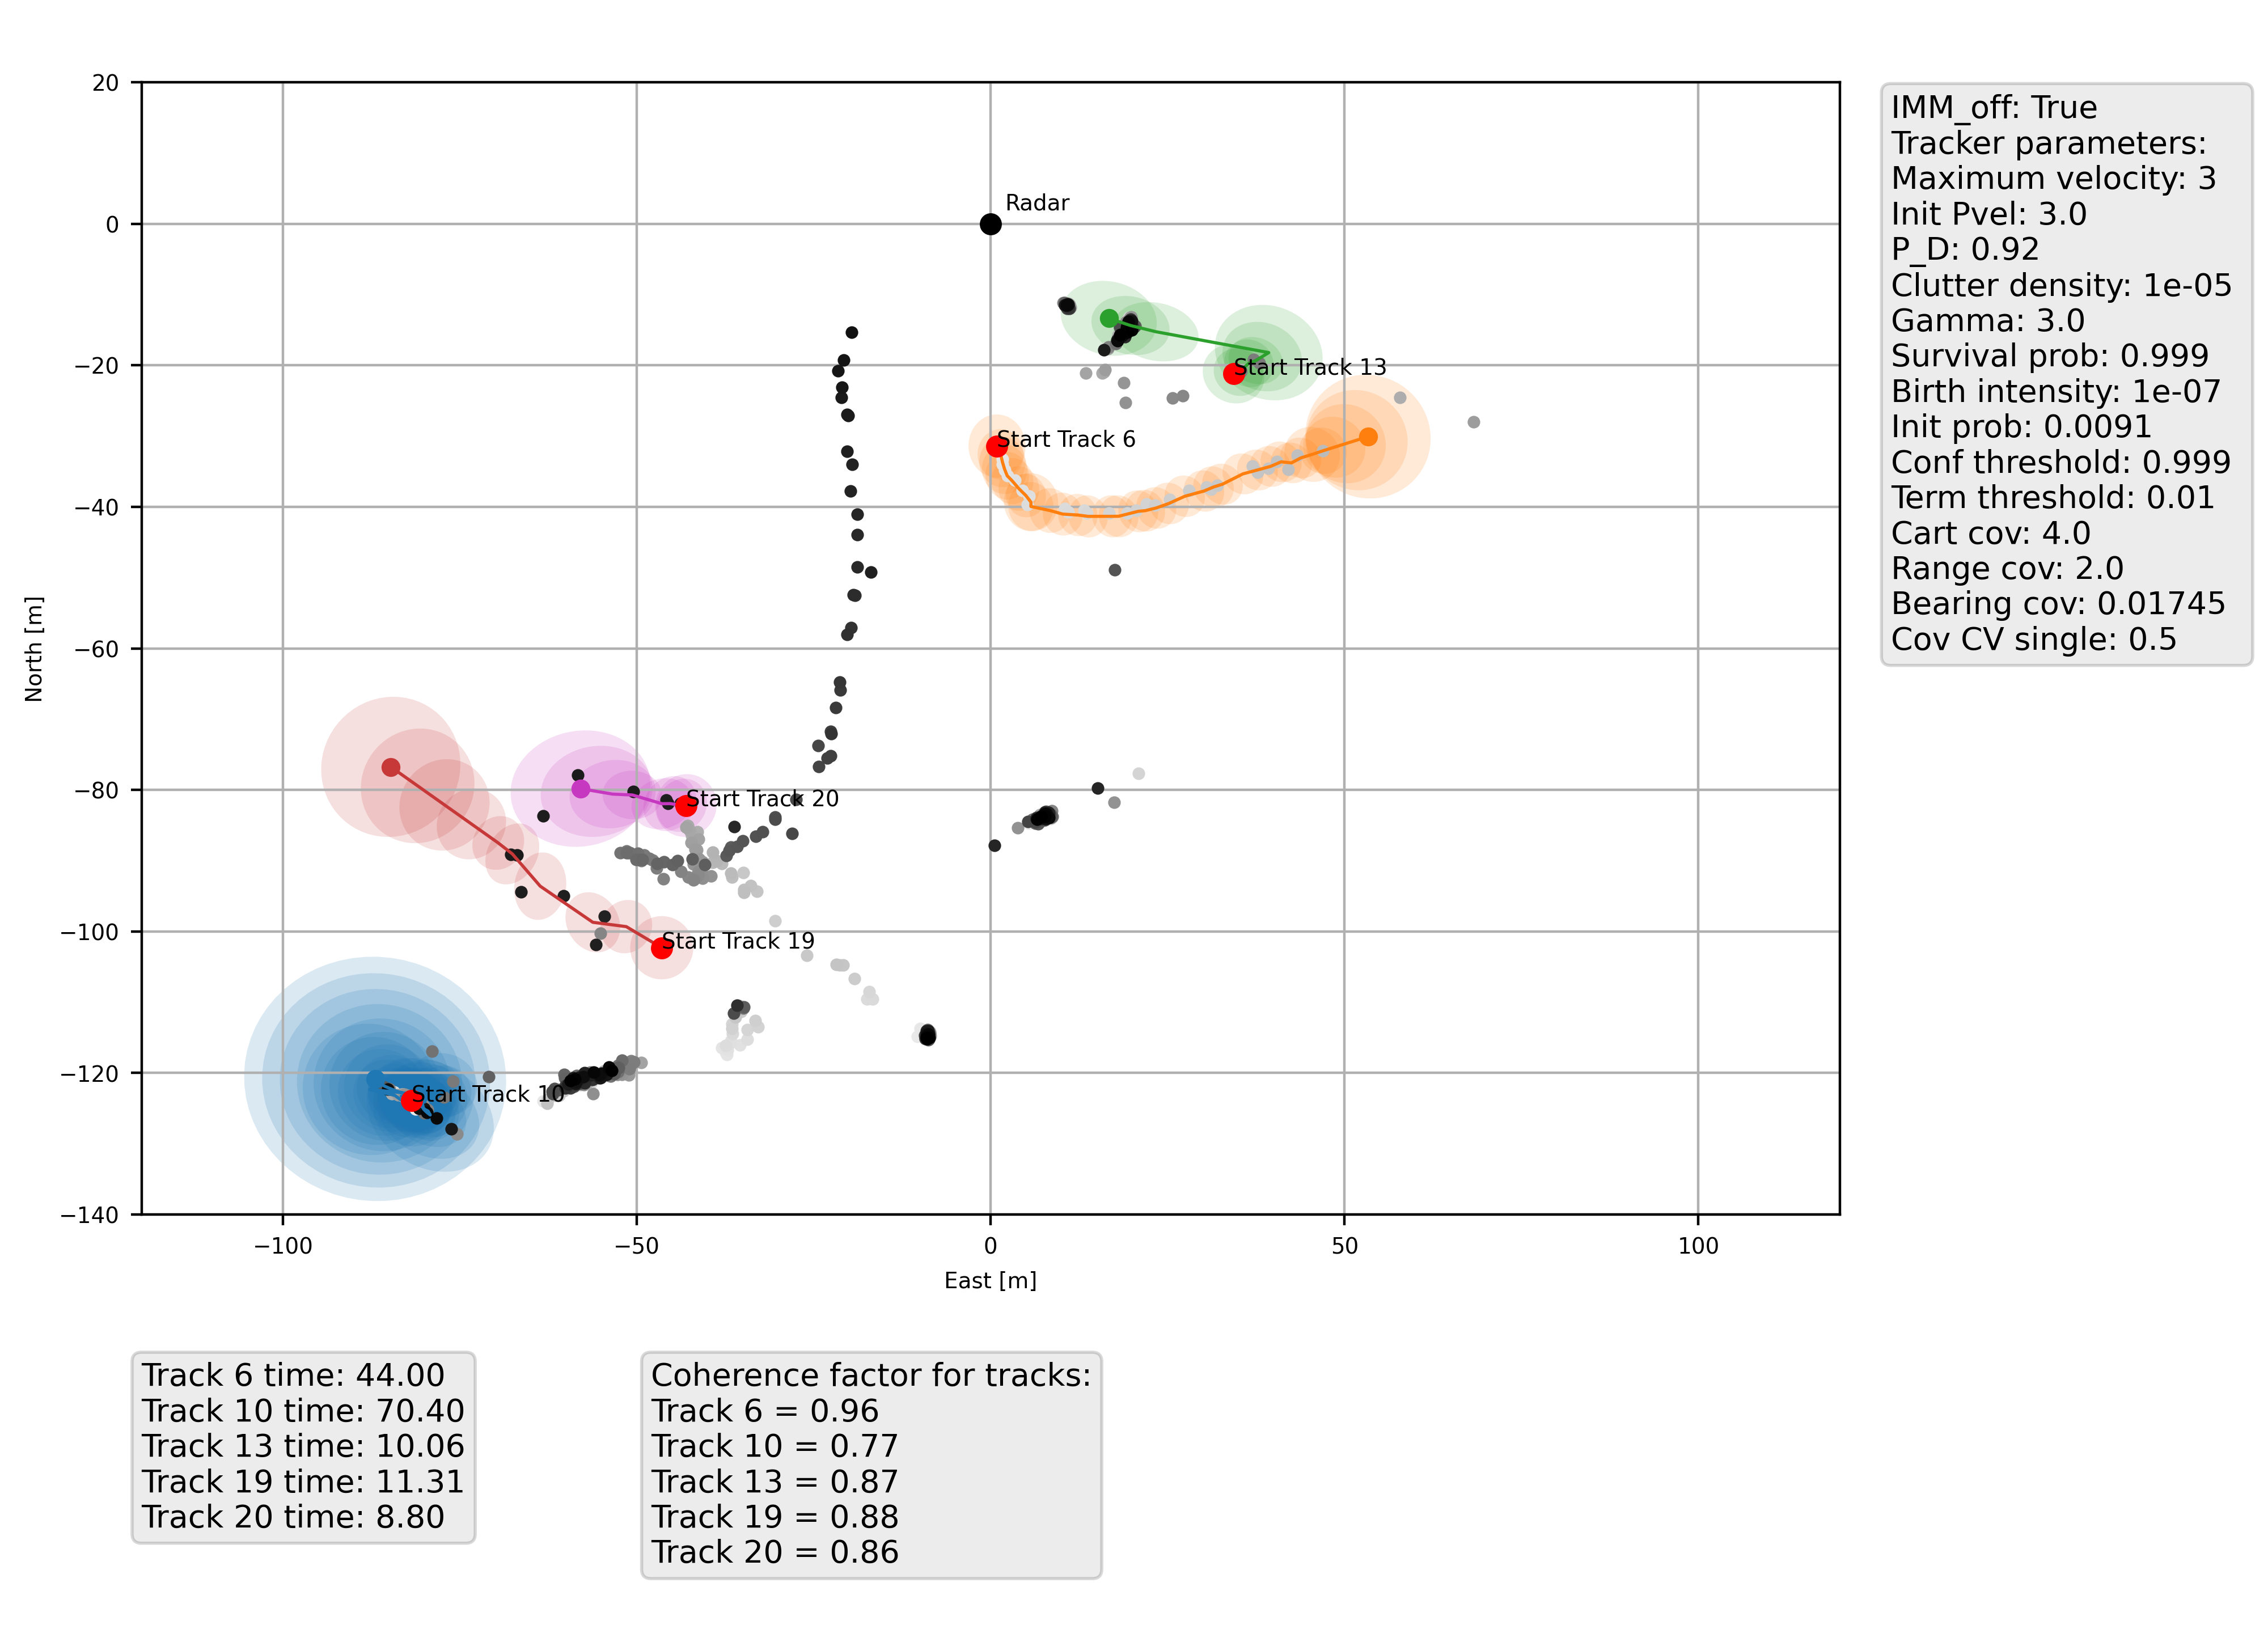 20
0
−20
−40
−60
−80
−100
−120
−140
North [m]
−100
−50
0
50
100
East [m]
Radar
Start Track 13
Start Track 6
Start Track 20
Start Track 19
Start Track 10
IMM_off: True
Tracker parameters:
Maximum velocity: 3
Init Pvel: 3.0
P_D: 0.92
Clutter density: 1e-05
Gamma: 3.0
Survival prob: 0.999
Birth intensity: 1e-07
Init prob: 0.0091
Conf threshold: 0.999
Term threshold: 0.01
Cart cov: 4.0
Range cov: 2.0
Bearing cov: 0.01745
Cov CV single: 0.5
Track 6 time: 44.00
Track 10 time: 70.40
Track 13 time: 10.06
Track 19 time: 11.31
Track 20 time: 8.80
Coherence factor for tracks:
Track 6 = 0.96
Track 10 = 0.77
Track 13 = 0.87
Track 19 = 0.88
Track 20 = 0.86